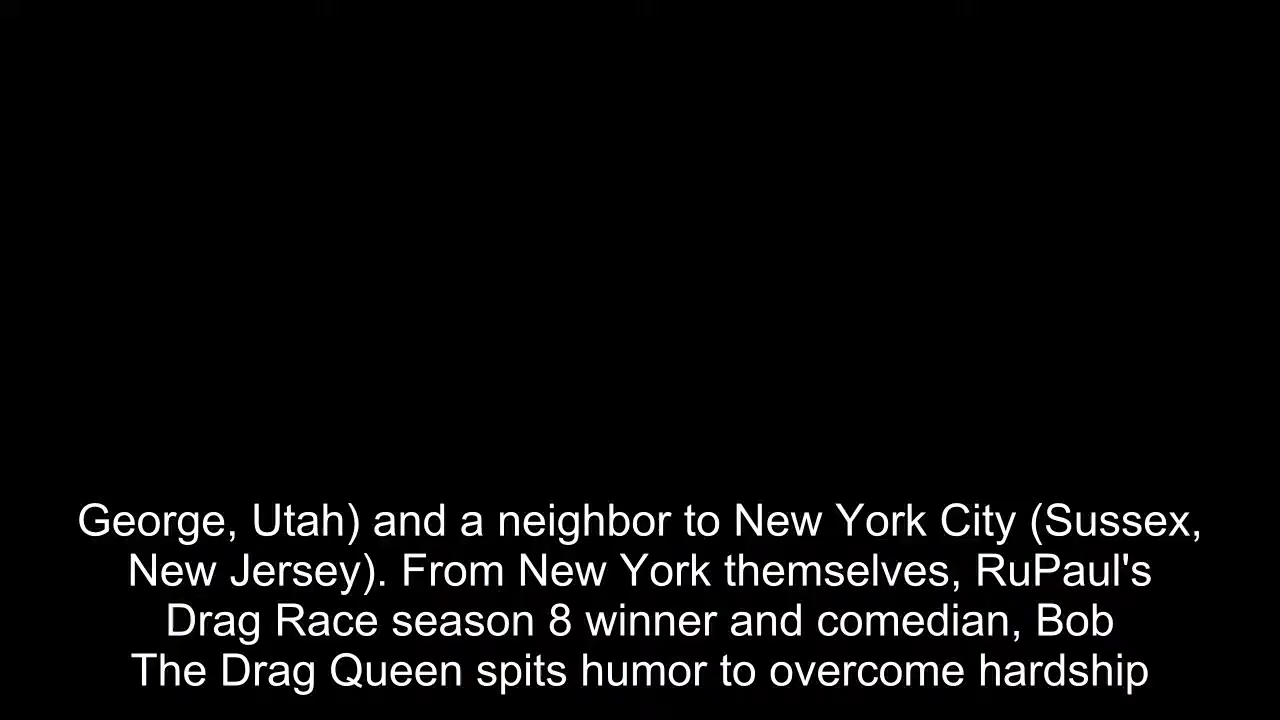 George, Utah) and a neighbor to New York City (Sussex,
New Jersey). From New York themselves, RuPaul's
Drag Race season 8 winner and comedian, Bob
The Drag Queen spits humor to overcome hardship